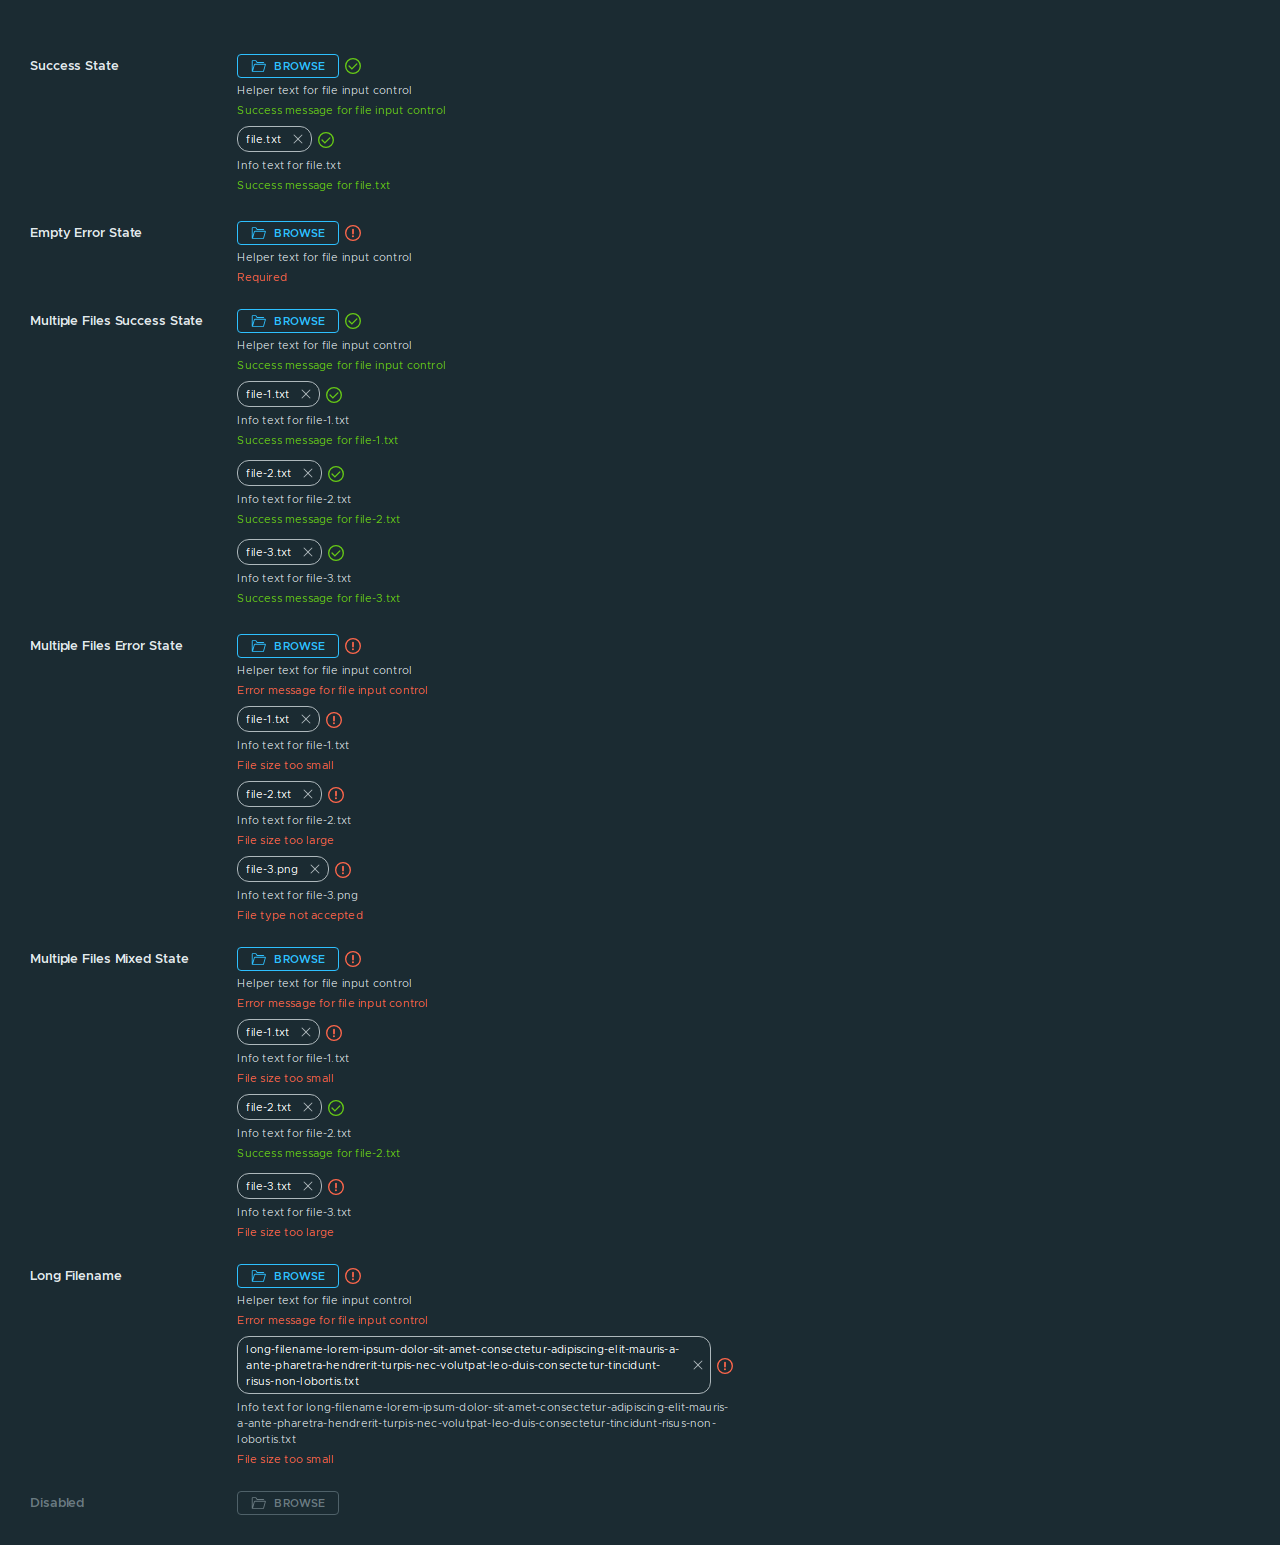 Success State
BROWSE
Helper text for file input control
Success message for file input control
file.txt
Info text for file.txt
Success message for file.txt
Empty Error State
BROWSE
Helper text for file input control
Required
Multiple Files Success State
BROWSE
Helper text for file input control
Success message for file input control
file-1.txt
Info text for file-1.txt
Success message for file-1.txt
file-2.txt
Info text for file-2.txt
Success message for file-2.txt
file-3.txt
Info text for file-3.txt
Success message for file-3.txt
Multiple Files Error State
BROWSE
Helper text for file input control
Error message for file input control
file-1.txt
Info text for file-1.txt
File size too small
file-2.txt
Info text for file-2.txt
File size too large
file-3.png
Info text for file-3.png
File type not accepted
Multiple Files Mixed State
BROWSE
Helper text for file input control
Error message for file input control
file-1.txt
Info text for file-1.txt
File size too small
file-2.txt
Info text for file-2.txt
Success message for file-2.txt
file-3.txt
Info text for file-3.txt
File size too large
Long Filename
BROWSE
Helper text for file input control
Error message for file input control
long-filename-lorem-ipsum-dolor-sit-amet-consectetur-adipiscing-elit-mauris-a-
ante-pharetra-hendrerit-turpis-nec-volutpat-leo-duis-consectetur-tincidunt-
risus-non-lobortis.txt
Info text for long-filename-lorem-ipsum-dolor-sit-amet-consectetur-adipiscing-elit-mauris-
a-ante-pharetra-hendrerit-turpis-nec-volutpat-leo-duis-consectetur-tincidunt-risus-non-
lobortis.txt
File size too small
Disabled
BROWSE